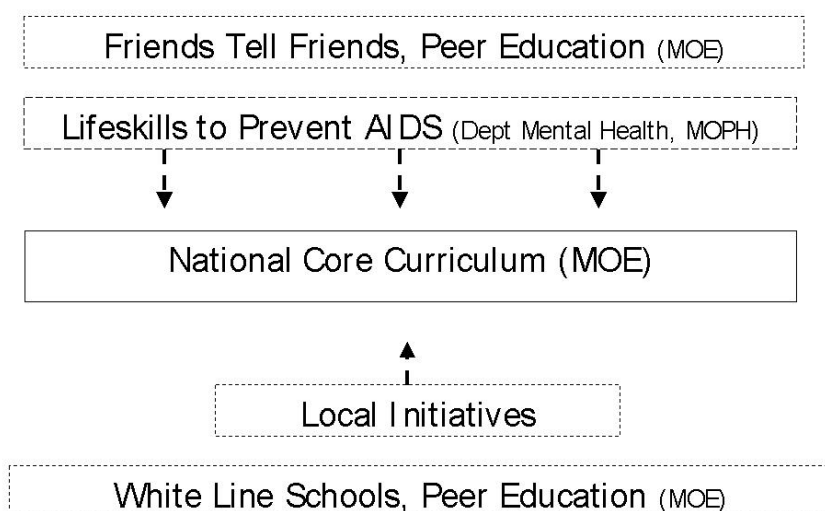 Friends Tell Friends, Peer Education (MOE)
Lifeskills to Prevent AIDS (Dept Mental Health, MOPH)
National Core Curriculum (MOE)
Local Initiatives
White Line Schools, Peer Education (MOE)